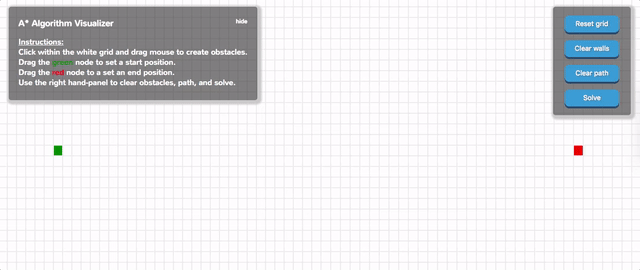 A* Algorithm Visualizer
hide
Instructions:
Click within the white grid and drag mouse to create obstacles.
Drag the green node to set a start position.
Drag the red node to a set an end position.
Use the right hand-panel to clear obstacles, path, and solve.
Reset grid
Clear walls
Clear path
Solve